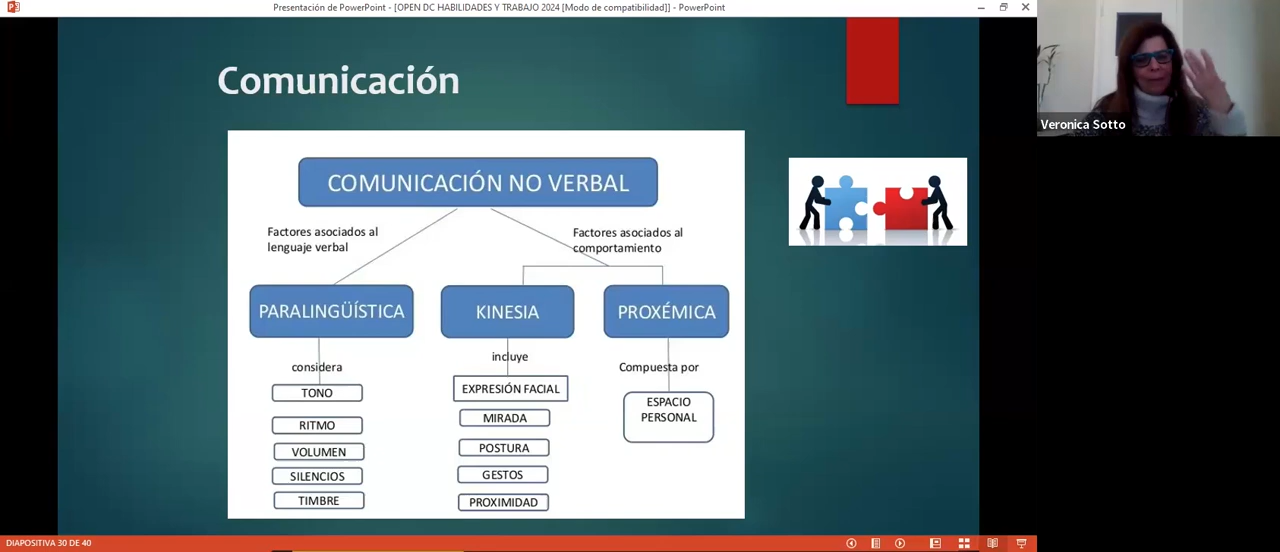 Presentación de PowerPoint - [OPEN DC HABILIDADES Y TRABAJO 2024 [Modo de compatibilidad]] - PowerPoint
Veronica Sotto
Comunicación
COMUNICACIÓN NO VERBAL
Factores asociados al
lenguaje verbal
Factores asociados al
comportamiento
PARALINGÜÍSTICA
KINESIA
PROXÉMICA
considera
incluye
Compuesta por
TONO
RITMO
VOLUMEN
SILENCIOS
TIMBRE
EXPRESIÓN FACIAL
MIRADA
POSTURA
GESTOS
PROXIMIDAD
ESPACIO
PERSONAL
DIAPOSITIVA 30 DE 40